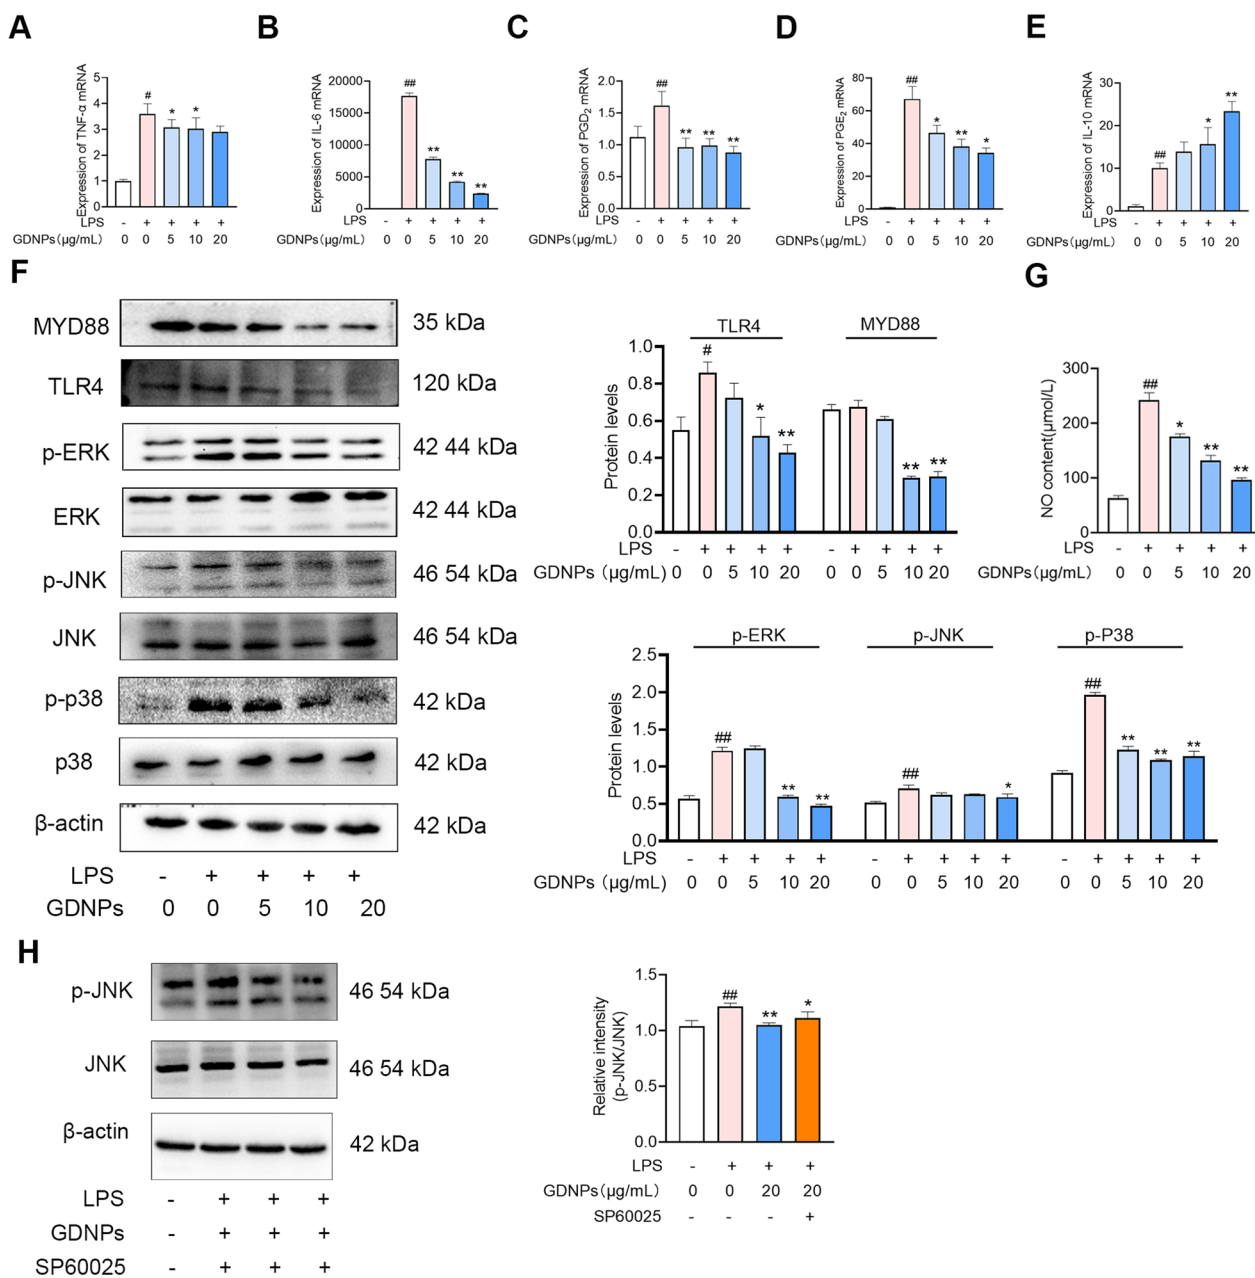 A
B
C
D
E
Expression of TNF-α mRNA
5
4
3
2
1
0
#
*
*
LPS - + + + +
GDNPs(μg/mL) 0 0 5 10 20
Expression of IL-6 mRNA
20000
15000
10000
5000
0
##
**
**
**
LPS - + + + +
GDNPs(μg/mL) 0 0 5 10 20
Expression of PGD2 mRNA
2.0
1.5
1.0
0.5
0.0
##
**
**
**
LPS - + + + +
GDNPs(μg/mL) 0 0 5 10 20
Expression of PGE2 mRNA
80
60
40
20
0
##
*
**
*
LPS - + + + +
GDNPs(μg/mL) 0 0 5 10 20
Expression of IL-10 mRNA
30
20
10
0
##
*
**
LPS - + + + +
GDNPs(μg/mL) 0 0 5 10 20
F
MYD88 35 kDa
TLR4 120 kDa
p-ERK 42 44 kDa
ERK 42 44 kDa
p-JNK 46 54 kDa
JNK 46 54 kDa
p-p38 42 kDa
p38 42 kDa
β-actin 42 kDa
LPS - + + + +
GDNPs 0 0 5 10 20
TLR4 MYD88
Protein levels
1.0
0.8
0.6
0.4
0.2
0.0
#
*
**
**
**
LPS - + + + + - + + + +
GDNPs (μg/mL) 0 0 5 10 20 0 0 5 10 20
G
NO content(μmol/L)
300
200
100
0
##
*
**
**
LPS - + + + +
GDNPs(μg/mL) 0 0 5 10 20
p-ERK p-JNK p-P38
Protein levels
2.5
2.0
1.5
1.0
0.5
0.0
##
**
**
##
*
##
**
**
**
LPS - + + + + - + + + + - + + + +
GDNPs (μg/mL) 0 0 5 10 20 0 0 5 10 20 0 0 5 10 20
H
p-JNK 46 54 kDa
JNK 46 54 kDa
β-actin 42 kDa
LPS - + + +
GDNPs - + + +
SP60025 - + + +
Relative intensity
(p-JNK/JNK)
1.5
1.0
0.5
0.0
##
**
*
LPS - + + +
GDNPs(μg/mL) 0 0 20 20
SP60025 - - - +